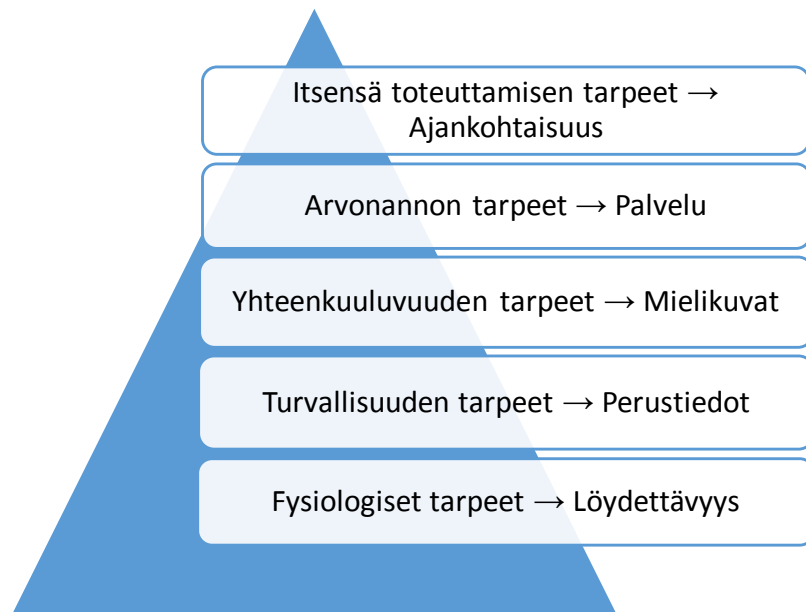 Itsensä toteuttamisen tarpeet →
Ajankohtaisuus
Arvonannon tarpeet → Palvelu
Yhteenkuuluvuuden tarpeet → Mielikuvat
Turvallisuuden tarpeet → Perustiedot
Fysiologiset tarpeet → Löydettävyys